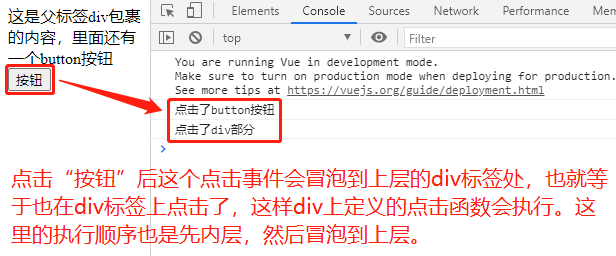 这是父标签div包裹
的内容，里面还有
一个button按钮
按钮
Elements Console Sources
top Filter
You are running Vue in development mode.
Make sure to turn on production mode when deploying for production.
See more tips at https://vuejs.org/guide/deployment.html
点击了button按钮
点击了div部分
点击“按钮”后这个点击事件会冒泡到上层的div标签处，也就等
于也在div标签上点击了，这样div上定义的点击函数会执行。这
里的执行顺序也是先内层，然后冒泡到上层。